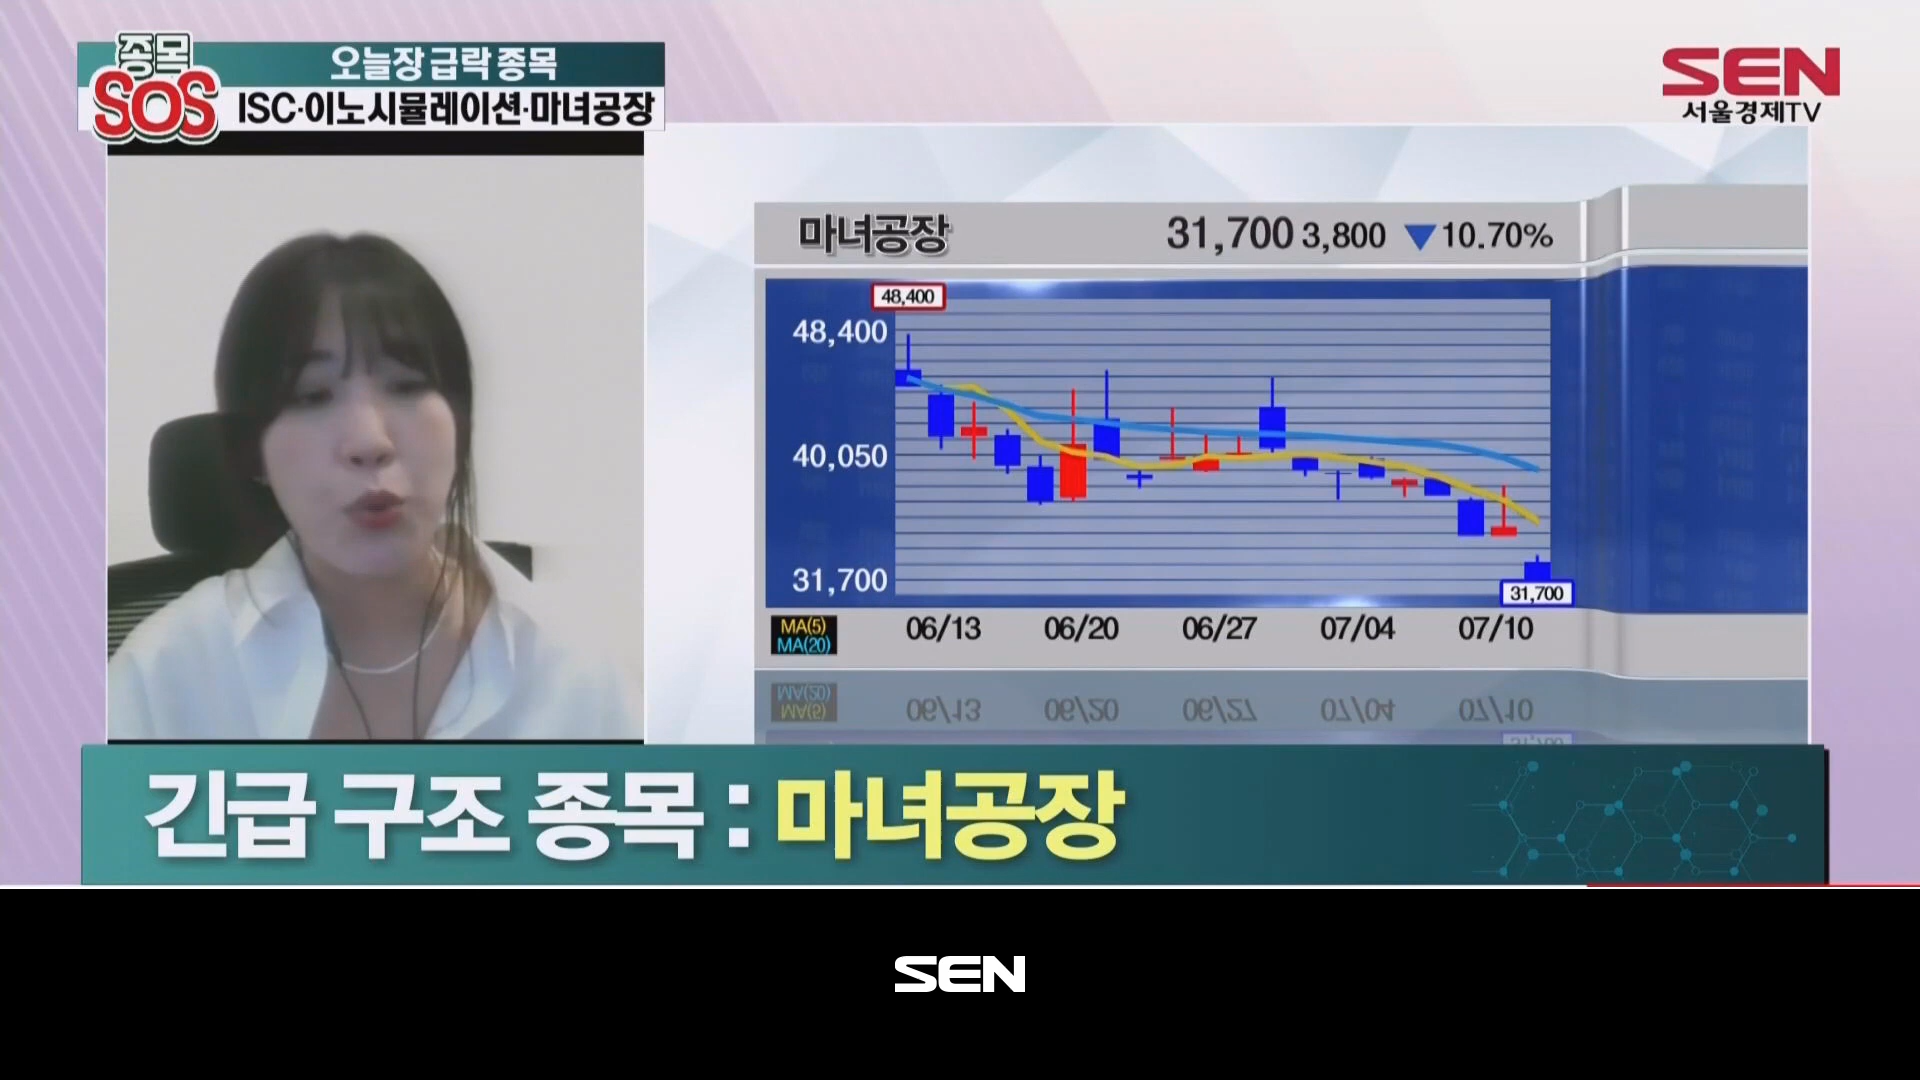 종목
SOS
오늘장 급락 종목
ISC·이노시뮬레이션·마녀공장
SEN
서울경제TV
마녀공장 31,700 3,800 ▼10.70%
48,400
48,400
40,050
31,700
31,700
MA(5)
MA(20)
06/13 06/20 06/27 07/04 07/10
긴급 구조 종목 : 마녀공장
SEN